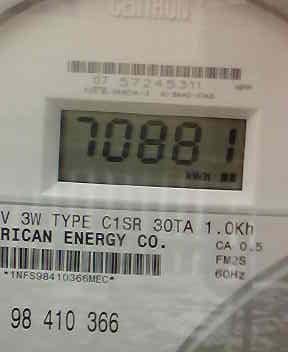 CENTRON
07 57245311
70881
kWh
V 3W TYPE C1SR 30TA 1.0Kh
RICAN ENERGY CO. CA 0.5
FM2S
*1NFS98410366MEC* 60Hz
98 410 366